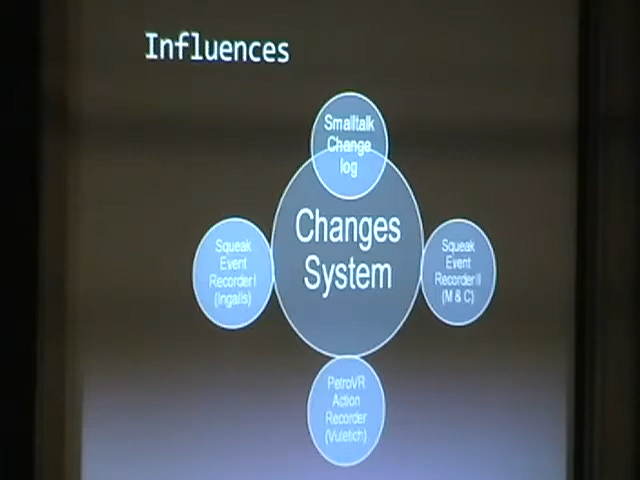 Influences
Smalltalk
Change
log
Changes
System
Squeak
Event
Recorder I
(Ingalls)
Squeak
Event
Recorder II
(M & C)
PetroVR
Action
Recorder
(Vuletich)